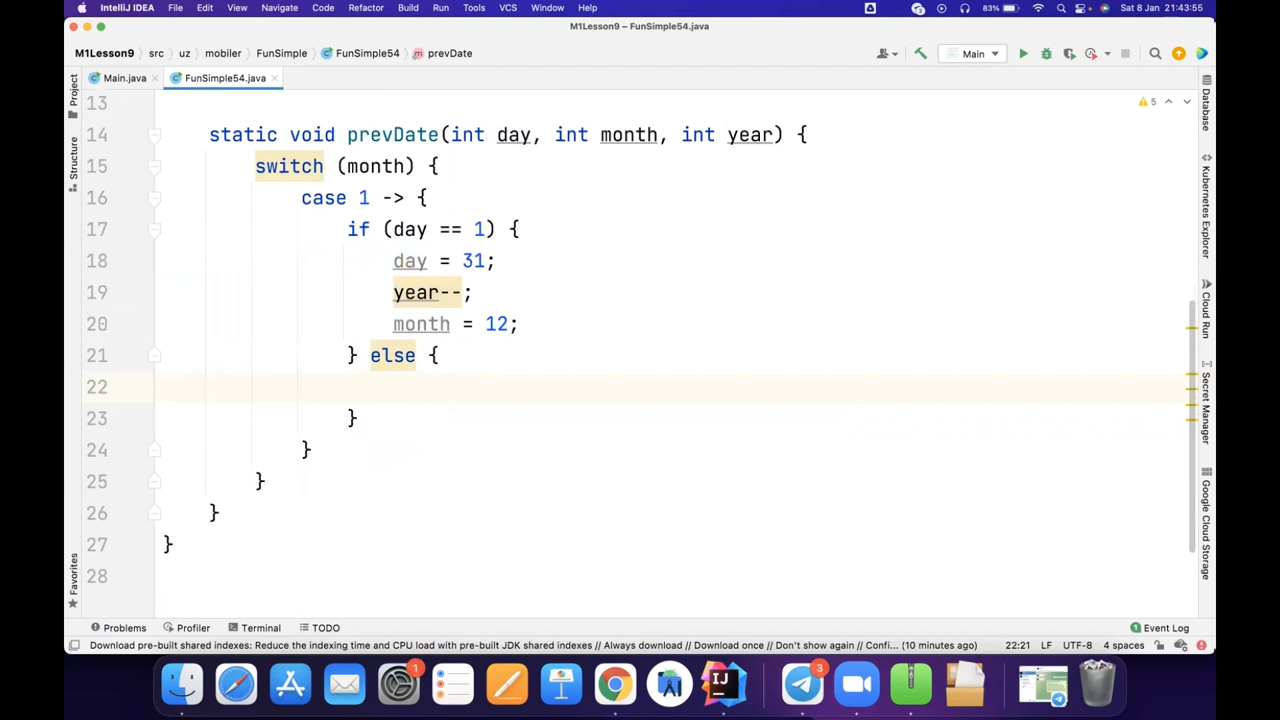 IntelliJ IDEA File Edit View Navigate Code Refactor Build Run Tools VCS Window Help 83% Sat 8 Jan 21:43:55
M1Lesson9 – FunSimple54.java
M1Lesson9 src uz mobiler FunSimple FunSimple54 prevDate Main
Project
Main.java FunSimple54.java
13
5
14 static void prevDate(int day, int month, int year) {
15 switch (month) {
16 case 1 -> {
17 if (day == 1) {
18 day = 31;
19 year--;
20 month = 12;
21 } else {
22
23 }
24 }
25 }
26 }
27 }
28
Structure
Favorites
Database
Kubernetes Explorer
Cloud Run
Secret Manager
Google Cloud Storage
Problems Profiler Terminal TODO Event Log
Download pre-built shared indexes: Reduce the indexing time and CPU load with pre-built JDK shared indexes // Always download // Download once // Don't show again // Confi... (10 minutes ago) 22:21 LF UTF-8 4 spaces
1
3